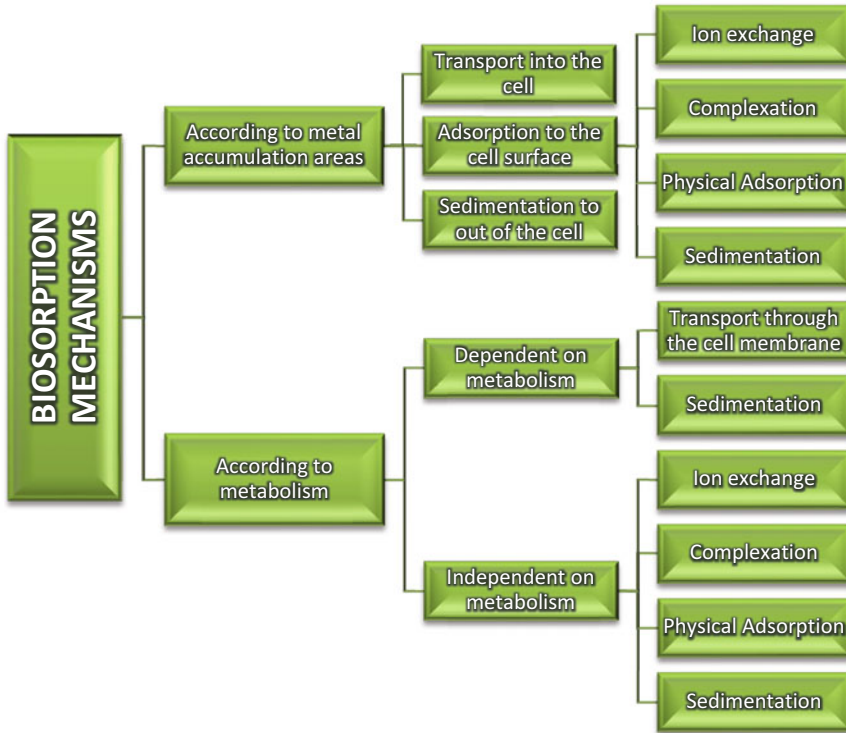 BIOSORPTION
MECHANISMS
According to metal
accumulation areas
Transport into the
cell
Adsorption to the
cell surface
Ion exchange
Complexation
Physical Adsorption
Sedimentation
Sedimentation to
out of the cell
According to
metabolism
Dependent on
metabolism
Transport through
the cell membrane
Sedimentation
Independent on
metabolism
Ion exchange
Complexation
Physical Adsorption
Sedimentation